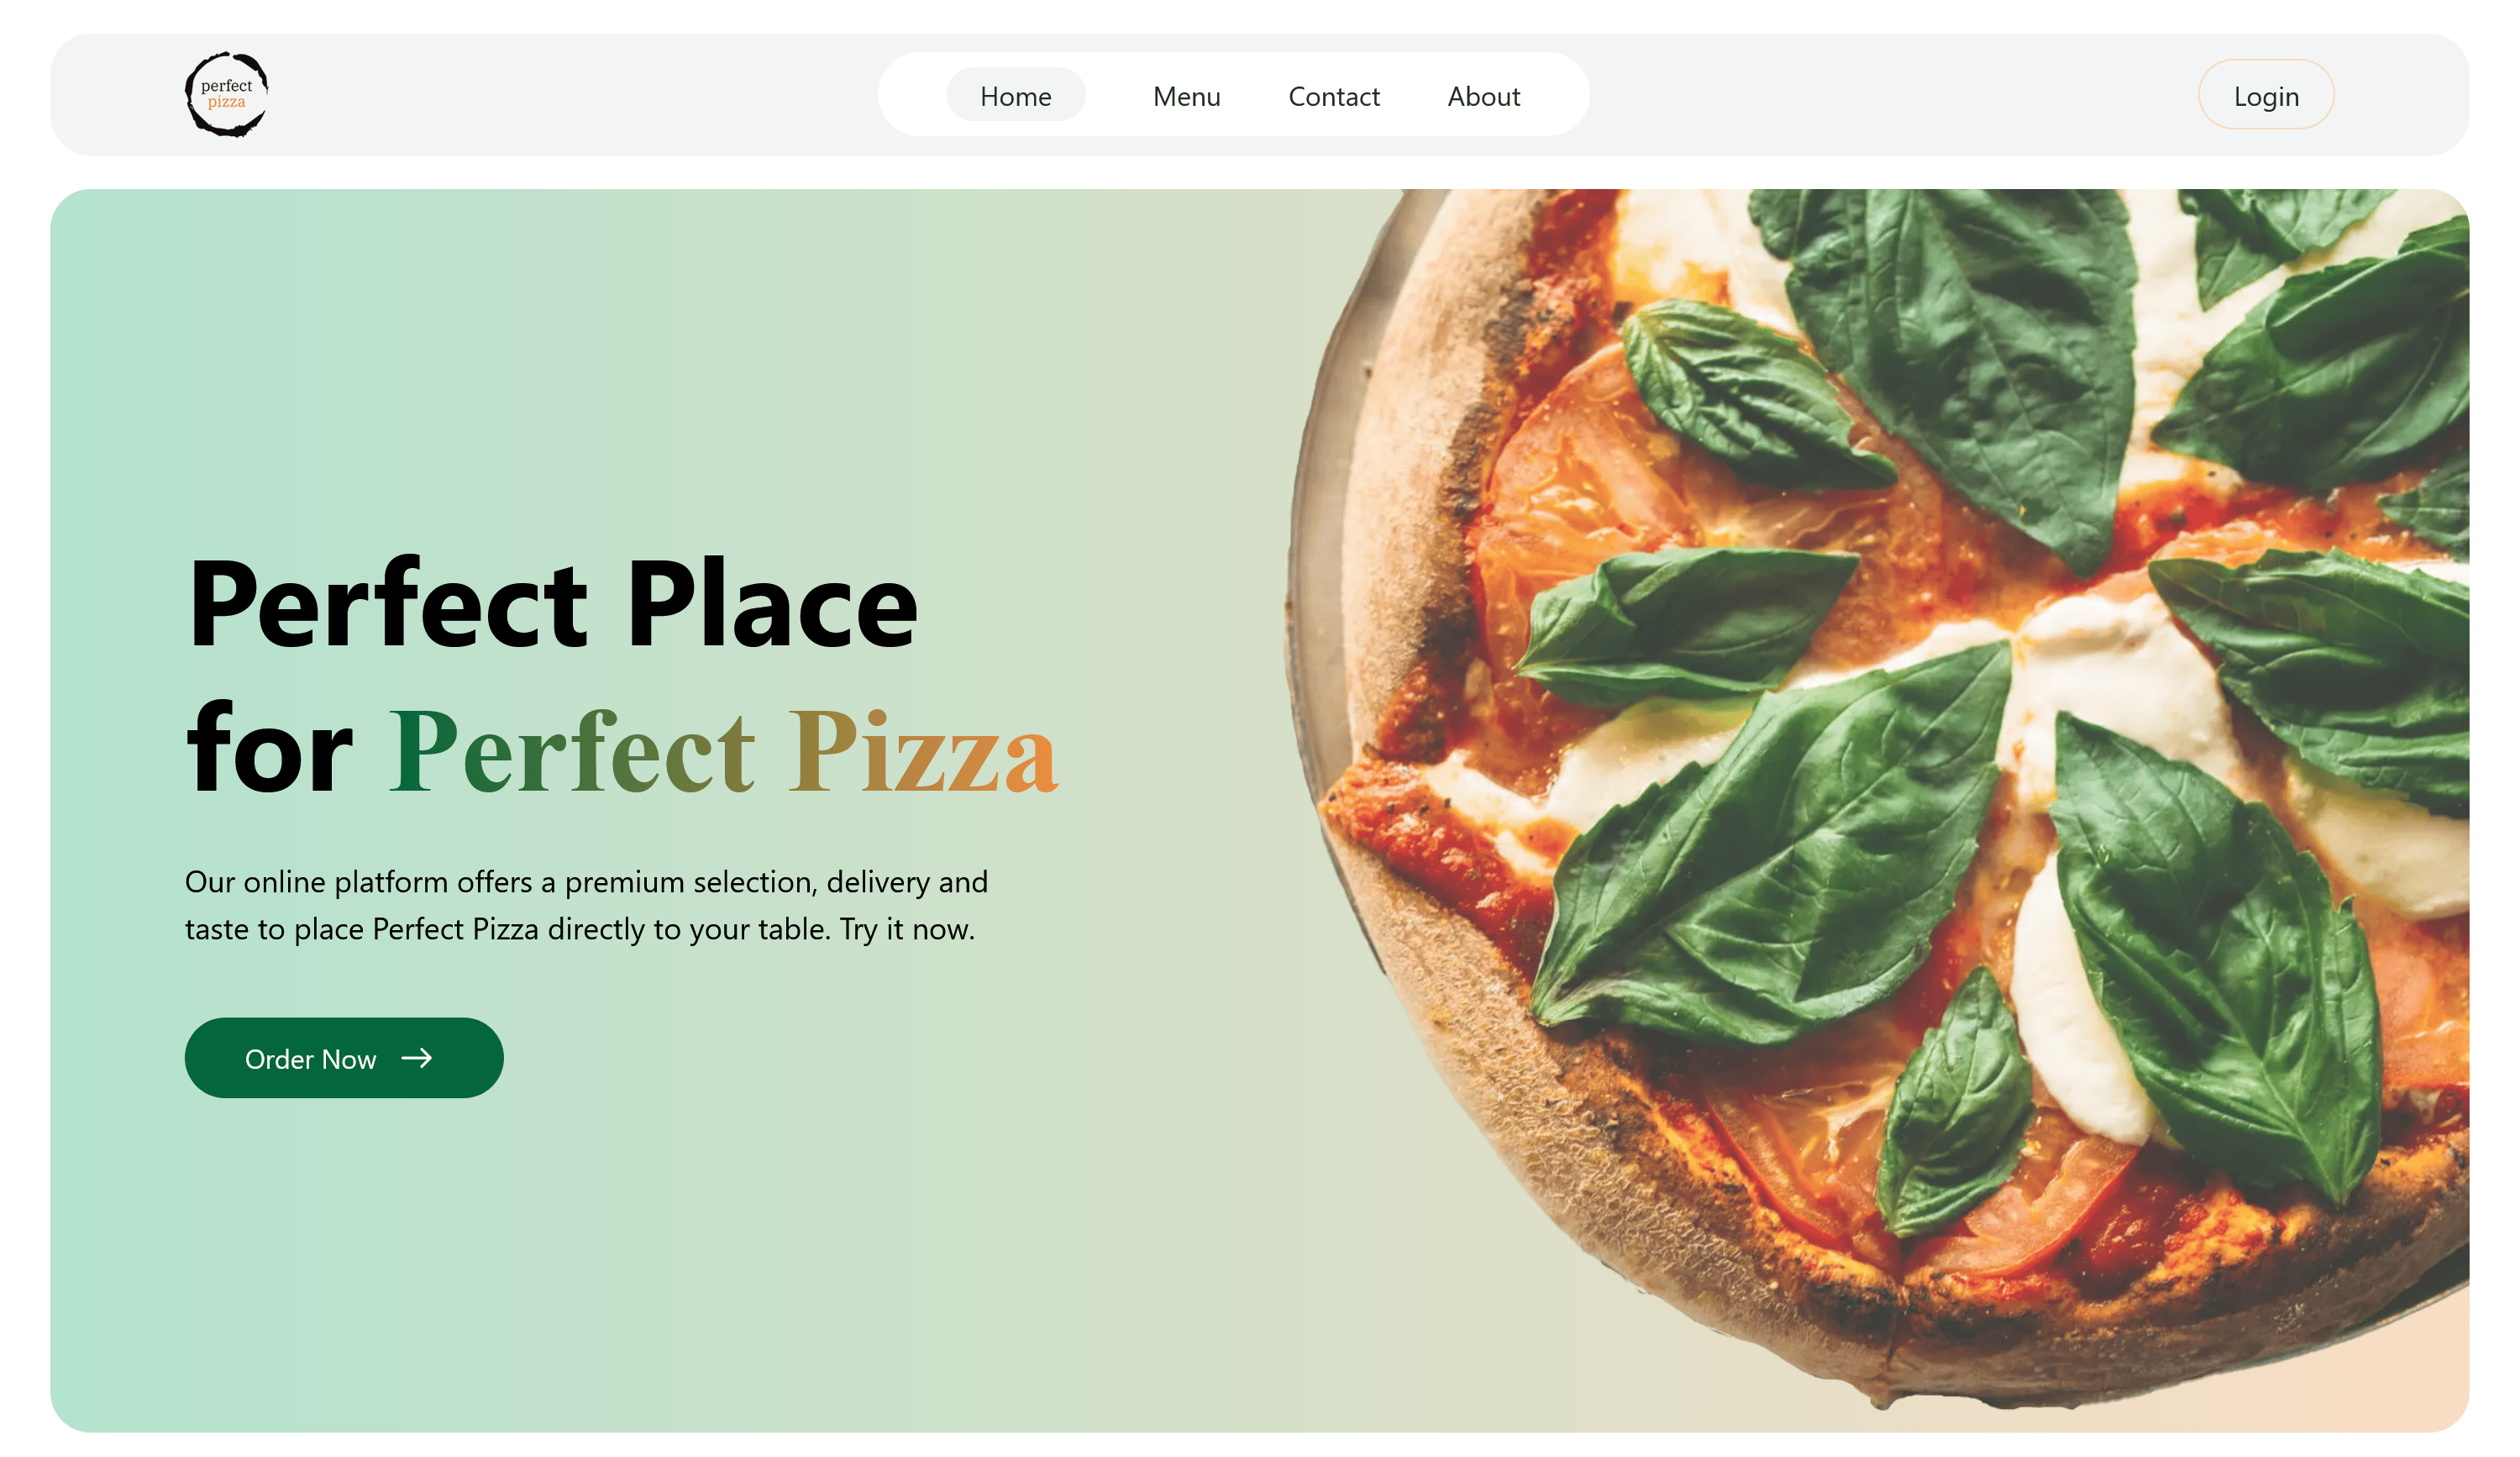 perfect
pizza
Home
Menu
Contact
About
Login
Perfect Place
for Perfect Pizza
Our online platform offers a premium selection, delivery and
taste to place Perfect Pizza directly to your table. Try it now.
Order Now